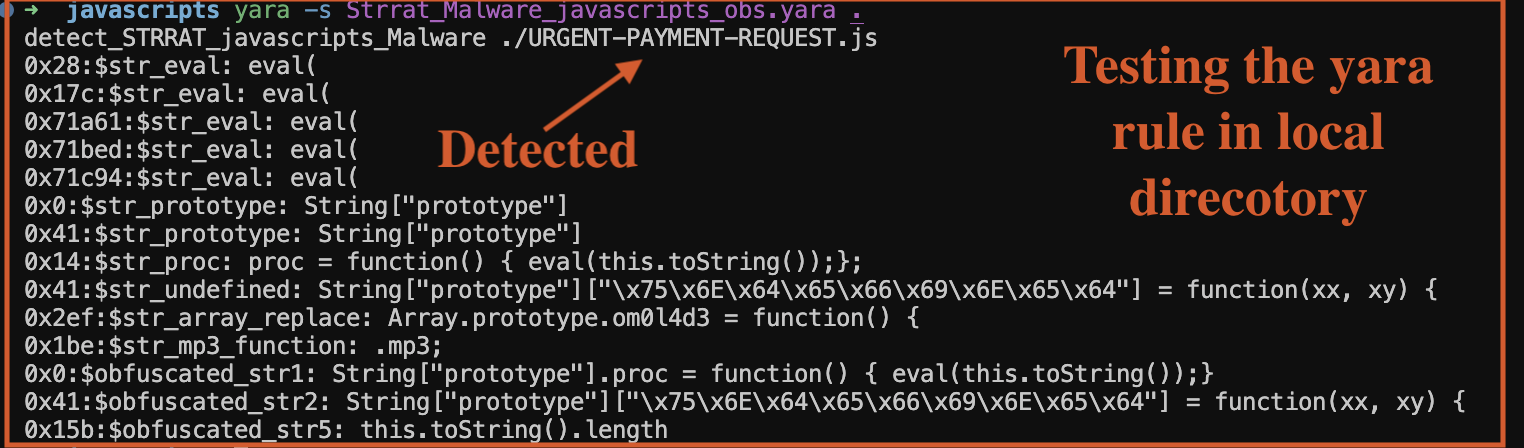 ➜ javascripts yara -s Strrat_Malware_javascripts_obs.yara .
detect_STRRAT_javascripts_Malware ./URGENT-PAYMENT-REQUEST.js
0x28:$str_eval: eval(
0x17c:$str_eval: eval(
0x71a61:$str_eval: eval(
0x71bed:$str_eval: eval(
0x71c94:$str_eval: eval(
0x0:$str_prototype: String["prototype"]
0x41:$str_prototype: String["prototype"]
0x14:$str_proc: proc = function() { eval(this.toString());};
0x41:$str_undefined: String["prototype"]["\x75\x6E\x64\x65\x66\x69\x6E\x65\x64"] = function(xx, xy) {
0x2ef:$str_array_replace: Array.prototype.om0l4d3 = function() {
0x1be:$str_mp3_function: .mp3;
0x0:$obfuscated_str1: String["prototype"].proc = function() { eval(this.toString());}
0x41:$obfuscated_str2: String["prototype"]["\x75\x6E\x64\x65\x66\x69\x6E\x65\x64"] = function(xx, xy) {
0x15b:$obfuscated_str5: this.toString().length
Detected
Testing the yara
rule in local
direcotory